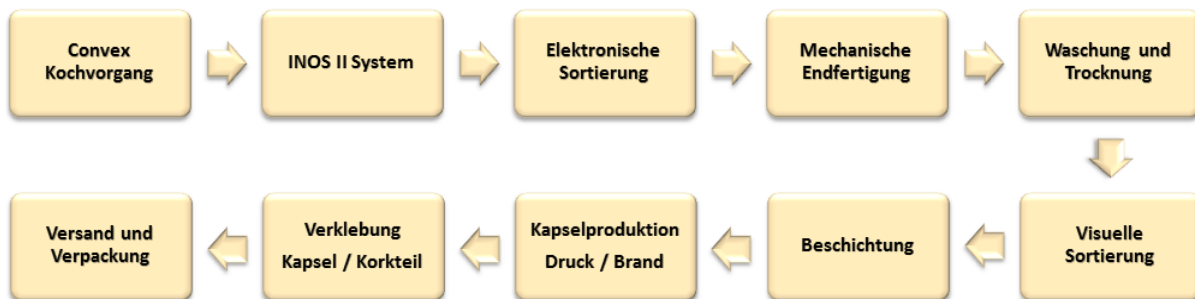 Convex
Kochvorgang
INOS II System
Elektronische
Sortierung
Mechanische
Endfertigung
Waschung und
Trocknung
Visuelle
Sortierung
Beschichtung
Kapselproduktion
Druck / Brand
Verklebung
Kapsel / Korkteil
Versand und
Verpackung